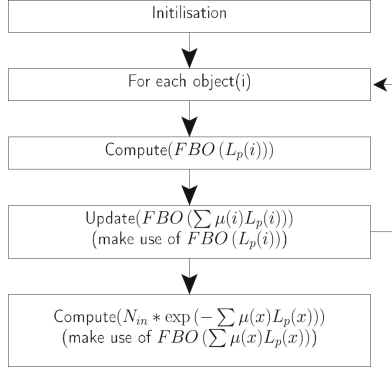 Initilisation
For each object(i)
Compute(FBO (L_p(i)))
Update(FBO (∑ μ(i)L_p(i)))
(make use of FBO (L_p(i)))
Compute(N_in ∗ exp (− ∑ μ(x)L_p(x)))
(make use of FBO (∑ μ(x)L_p(x)))